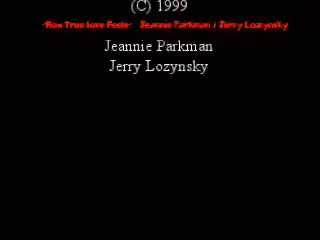 (C) 1999
"How True Love Feels" Jeannie Parkman / Jerry Lozynsky
Jeannie Parkman
Jerry Lozynsky